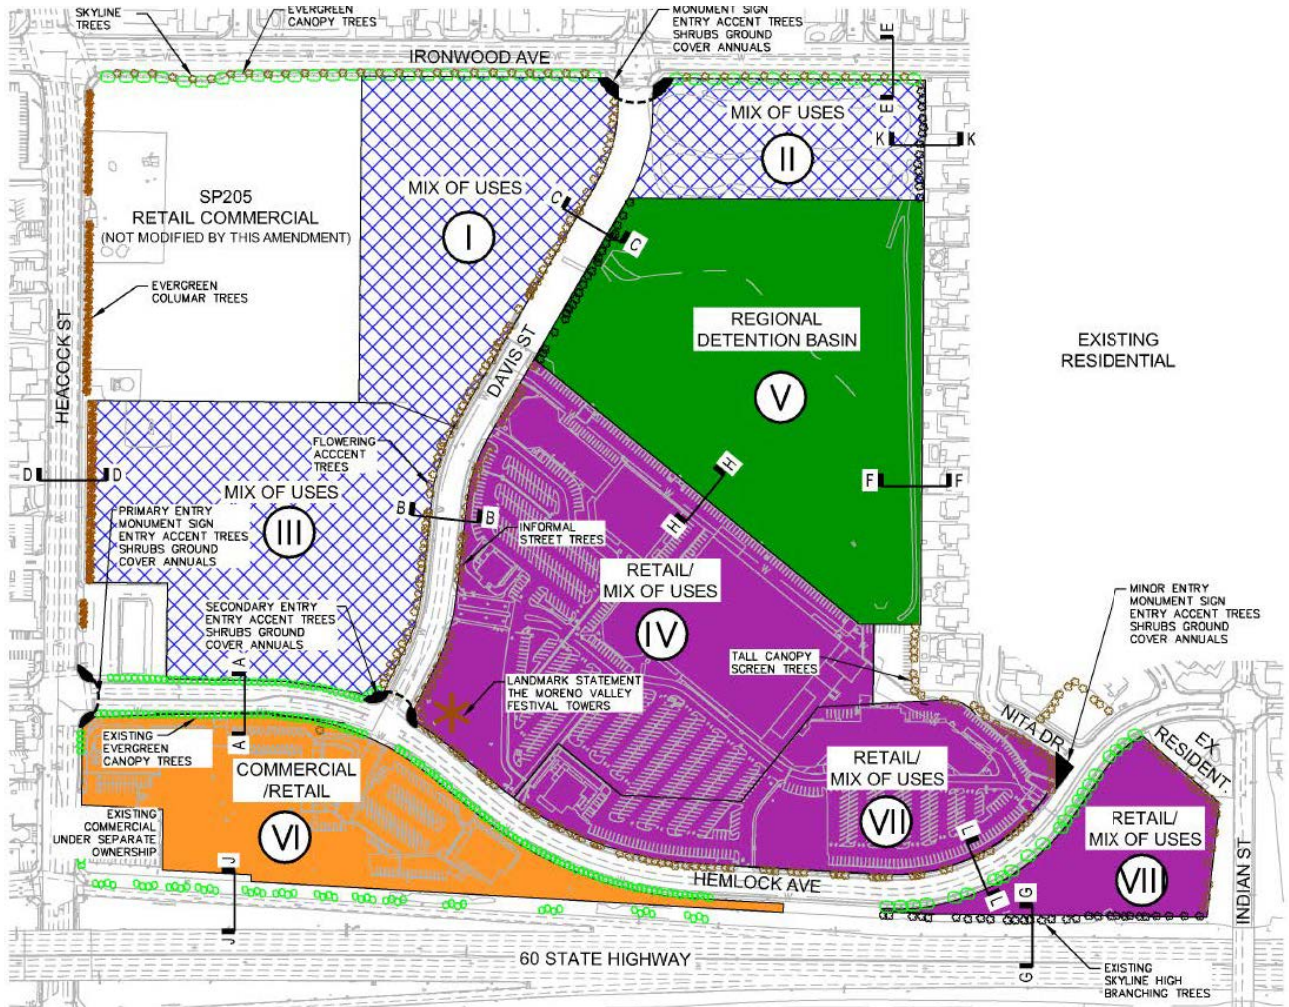 SKYLINE
TREES
EVERGREEN
CANOPY TREES
MONUMENT SIGN
ENTRY ACCENT TREES
SHRUBS GROUND
COVER ANNUALS
IRONWOOD AVE
E
E
MIX OF USES
II
K
K
SP205
RETAIL COMMERCIAL
(NOT MODIFIED BY THIS AMENDMENT)
MIX OF USES
I
C
C
EVERGREEN
COLUMAR TREES
HEACOCK ST
DAVIS ST
REGIONAL
DETENTION BASIN
V
EXISTING
RESIDENTIAL
FLOWERING
ACCCENT
TREES
D
D
MIX OF USES
III
PRIMARY ENTRY
MONUMENT SIGN
ENTRY ACCENT TREES
SHRUBS GROUND
COVER ANNUALS
B
B
H
H
F
F
INFORMAL
STREET TREES
RETAIL/
MIX OF USES
IV
SECONDARY ENTRY
ENTRY ACCENT TREES
SHRUBS GROUND
COVER ANNUALS
MINOR ENTRY
MONUMENT SIGN
ENTRY ACCENT TREES
SHRUBS GROUND
COVER ANNUALS
TALL CANOPY
SCREEN TREES
LANDMARK STATEMENT
THE MORENO VALLEY
FESTIVAL TOWERS
A
A
NITA DR
EX
RESIDENT.
EXISTING
EVERGREEN
CANOPY TREES
COMMERCIAL
/RETAIL
VI
RETAIL/
MIX OF USES
VII
EXISTING
COMMERCIAL
UNDER SEPARATE
OWNERSHIP
RETAIL/
MIX OF USES
VII
J
J
L
L
G
G
HEMLOCK AVE
INDIAN ST
60 STATE HIGHWAY
EXISTING
SKYLINE HIGH
BRANCHING TREES